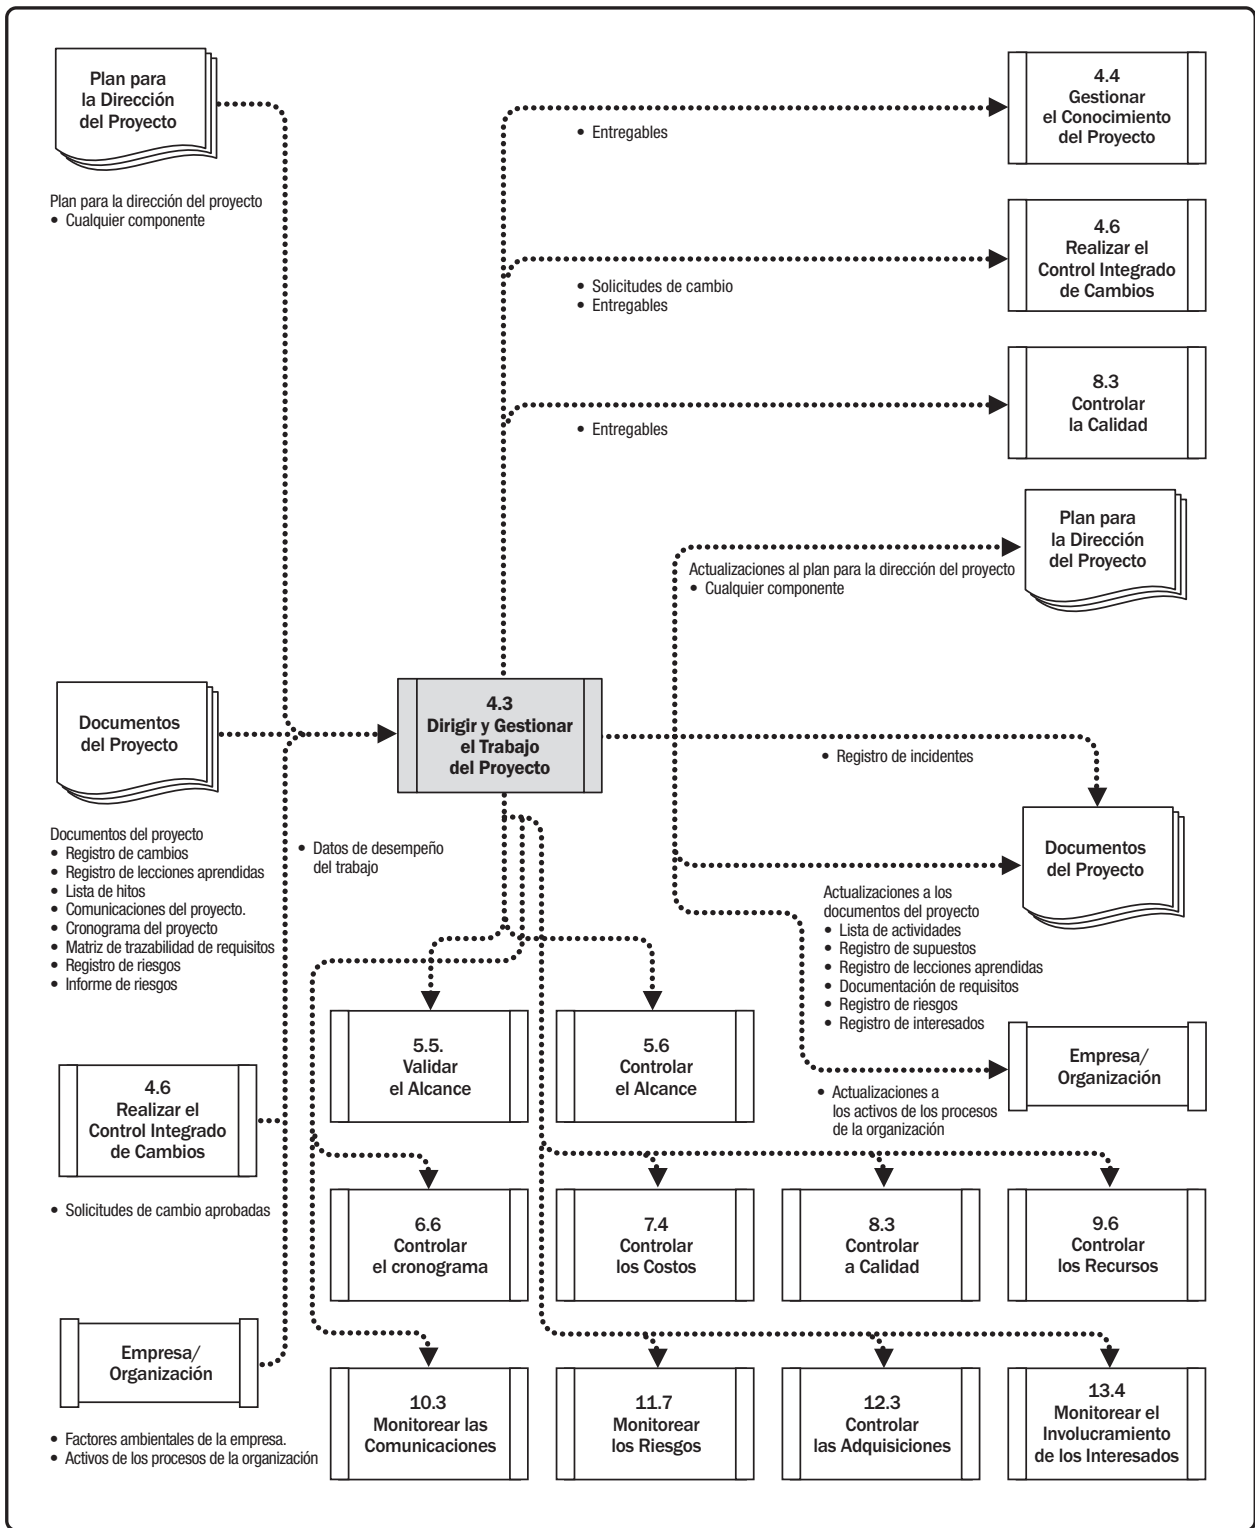 Plan para
la Dirección
del Proyecto
Plan para la dirección del proyecto
• Cualquier componente
4.4
Gestionar
el Conocimiento
del Proyecto
• Entregables
4.6
Realizar el
Control Integrado
de Cambios
• Solicitudes de cambio
• Entregables
8.3
Controlar
la Calidad
• Entregables
Plan para
la Dirección
del Proyecto
Actualizaciones al plan para la dirección del proyecto
• Cualquier componente
Documentos
del Proyecto
4.3
Dirigir y Gestionar
el Trabajo
del Proyecto
• Registro de incidentes
Documentos
del Proyecto
Documentos del proyecto
• Registro de cambios
• Registro de lecciones aprendidas
• Lista de hitos
• Comunicaciones del proyecto.
• Cronograma del proyecto
• Matriz de trazabilidad de requisitos
• Registro de riesgos
• Informe de riesgos
• Datos de desempeño
del trabajo
Actualizaciones a los
documentos del proyecto
• Lista de actividades
• Registro de supuestos
• Registro de lecciones aprendidas
• Documentación de requisitos
• Registro de riesgos
• Registro de interesados
5.5.
Validar
el Alcance
5.6
Controlar
el Alcance
Empresa/
Organización
• Actualizaciones a
los activos de los procesos
de la organización
4.6
Realizar el
Control Integrado
de Cambios
• Solicitudes de cambio aprobadas
6.6
Controlar
el cronograma
7.4
Controlar
los Costos
8.3
Controlar
a Calidad
9.6
Controlar
los Recursos
Empresa/
Organización
• Factores ambientales de la empresa.
• Activos de los procesos de la organización
10.3
Monitorear las
Comunicaciones
11.7
Monitorear
los Riesgos
12.3
Controlar
las Adquisiciones
13.4
Monitorear el
Involucramiento
de los Interesados